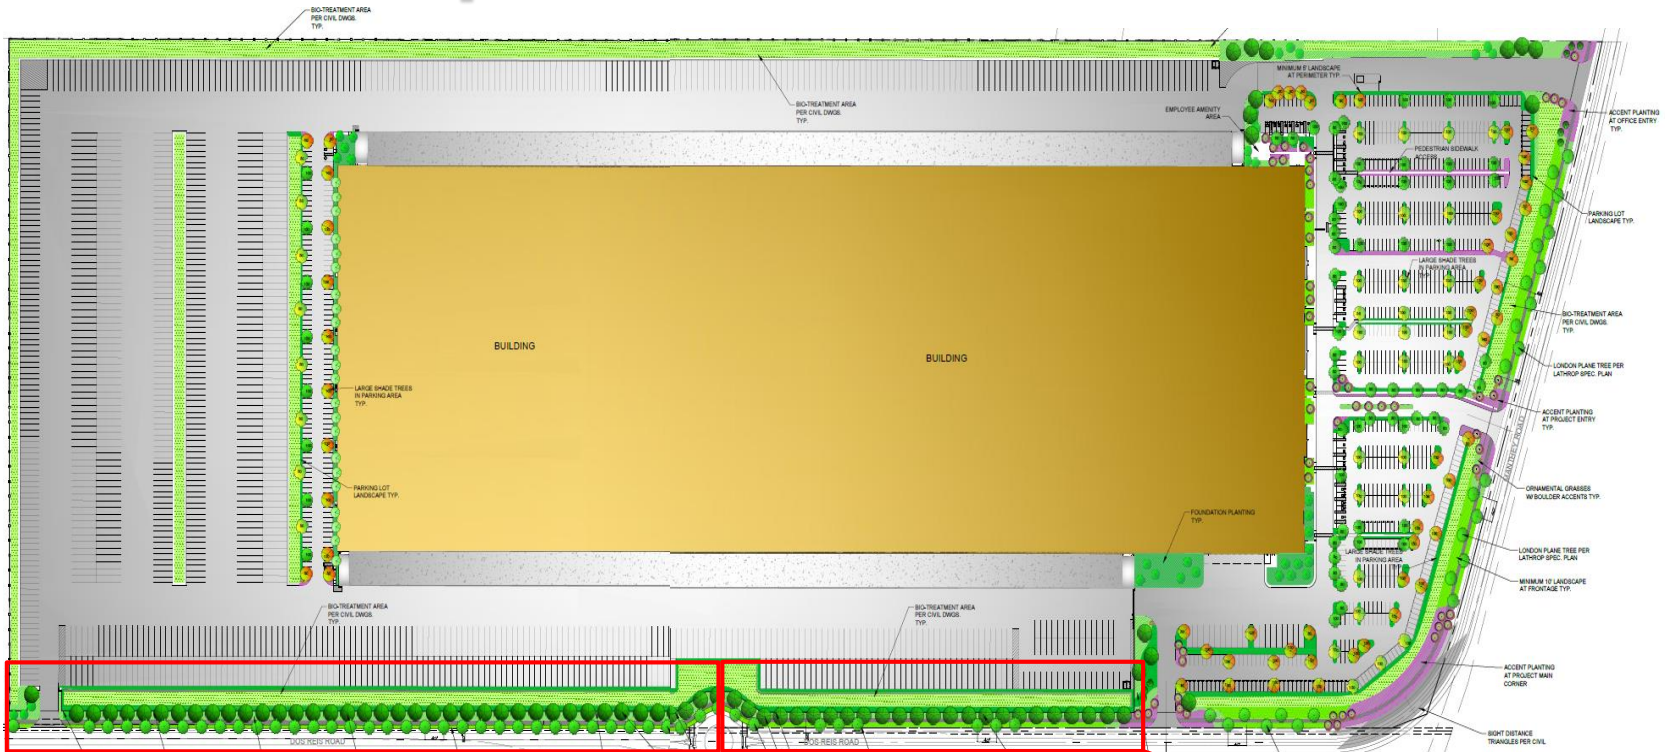 BIO-TREATMENT AREA
PER CIVIL DWGS.
TYP.
BIO-TREATMENT AREA
PER CIVIL DWGS.
TYP.
EMPLOYEE AMENITY
AREA
MINIMUM 5' LANDSCAPE
AT PERIMETER TYP.
ACCENT PLANTING
AT OFFICE ENTRY
TYP.
PEDESTRIAN SIDEWALK
ACCESS
PARKING LOT
LANDSCAPE TYP.
LARGE SHADE TREES
IN PARKING AREA
TYP.
BIO-TREATMENT AREA
PER CIVIL DWGS.
TYP.
BUILDING
BUILDING
LONDON PLANE TREE PER
LATHROP SPEC. PLAN
LARGE SHADE TREES
IN PARKING AREA
TYP.
ACCENT PLANTING
AT PROJECT ENTRY
TYP.
MANTHEY ROAD
PARKING LOT
LANDSCAPE TYP.
ORNAMENTAL GRASSES
W/ BOULDER ACCENTS TYP.
FOUNDATION PLANTING
TYP.
LONDON PLANE TREE PER
LATHROP SPEC. PLAN
LARGE SHADE TREES
IN PARKING AREA
TYP.
MINIMUM 10' LANDSCAPE
AT FRONTAGE TYP.
BIO-TREATMENT AREA
PER CIVIL DWGS.
TYP.
BIO-TREATMENT AREA
PER CIVIL DWGS.
TYP.
ACCENT PLANTING
AT PROJECT MAIN
CORNER
SIGHT DISTANCE
TRIANGLES PER CIVIL
DOS REIS ROAD
DOS REIS ROAD